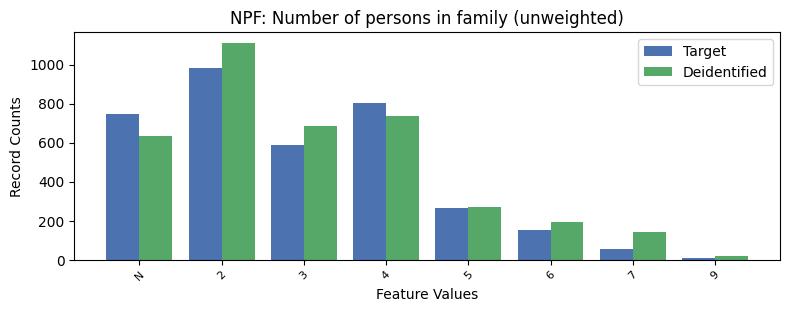 NPF: Number of persons in family (unweighted)
Target
Deidentified
Record Counts
1000
800
600
400
200
0
N 2 3 4 5 6 7 9
Feature Values